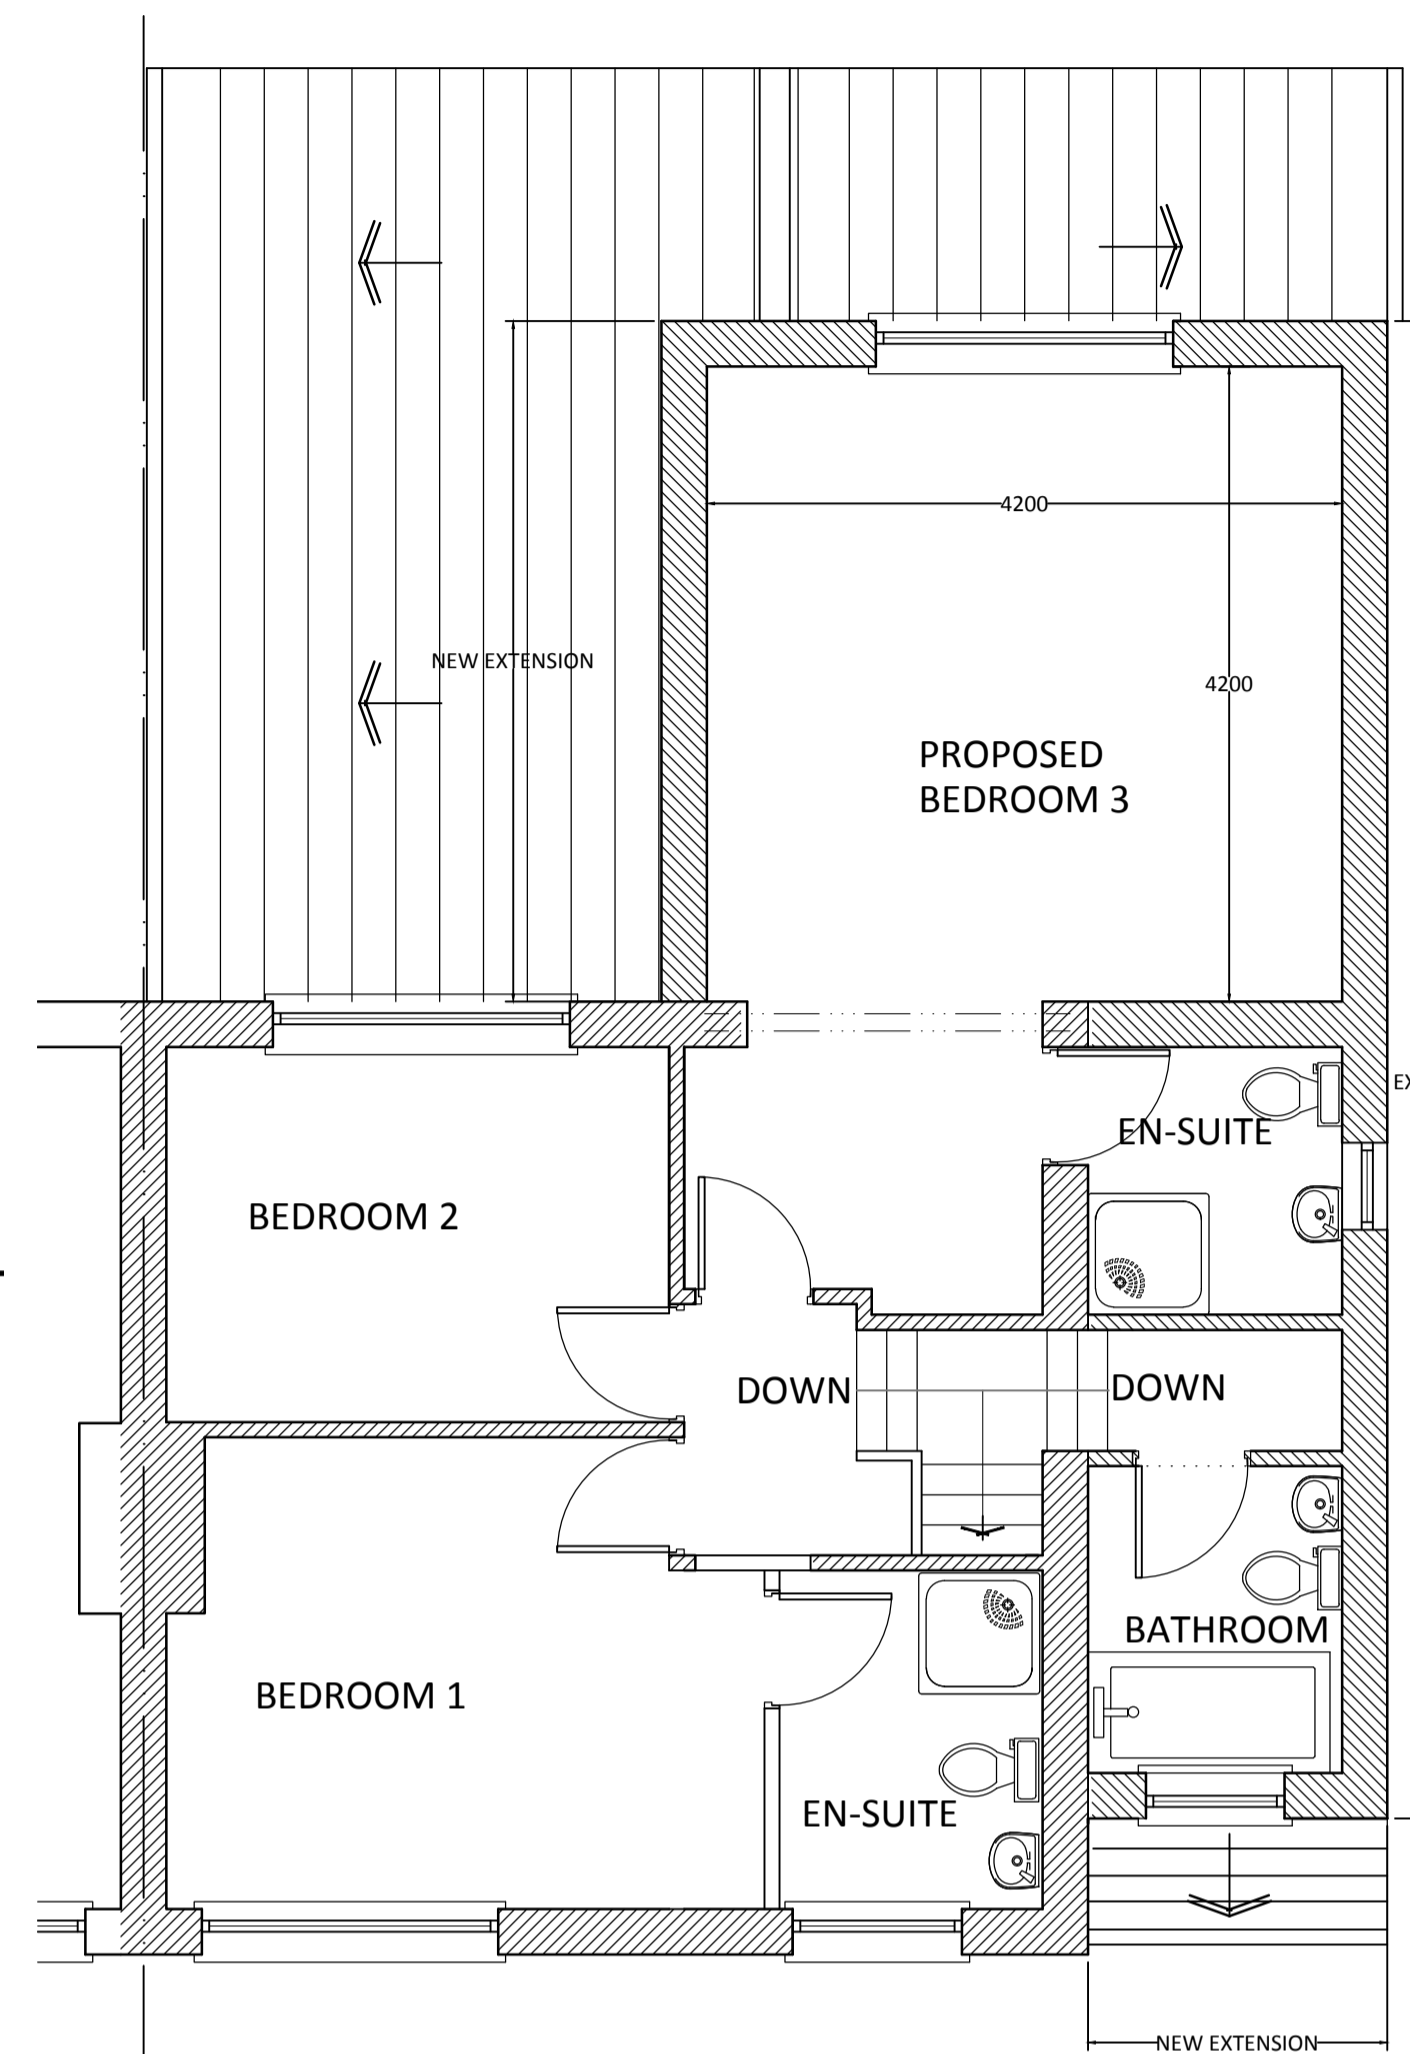 4200
NEW EXTENSION
4200
PROPOSED
BEDROOM 3
EX
EN-SUITE
BEDROOM 2
DOWN
DOWN
BATHROOM
BEDROOM 1
EN-SUITE
NEW EXTENSION